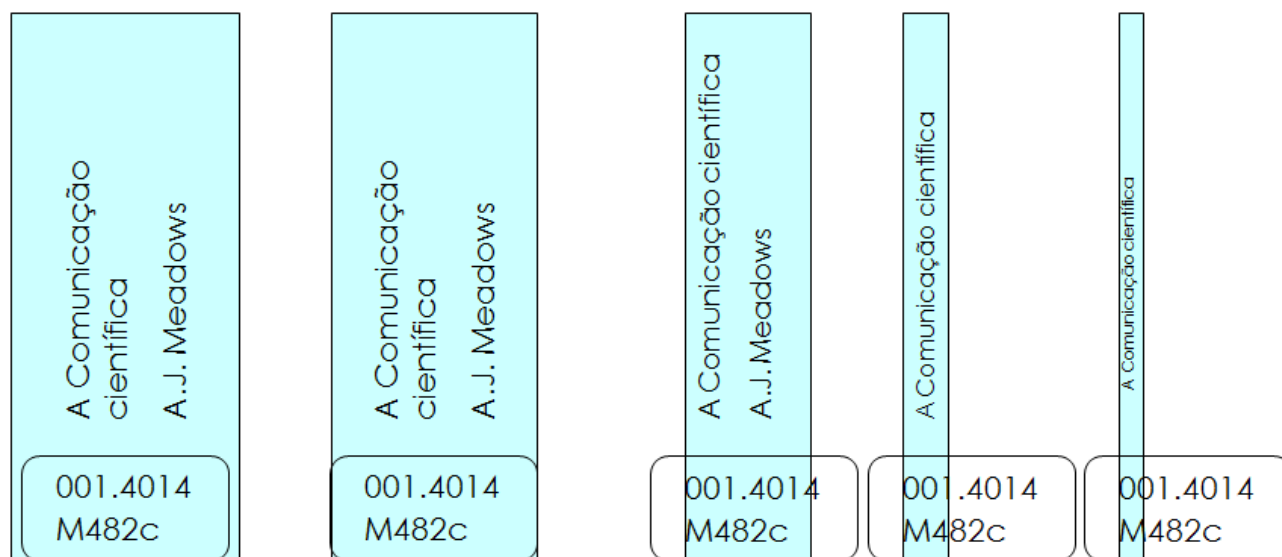 A Comunicação
científica
A.J. Meadows
001.4014
M482c
A Comunicação
científica
A.J. Meadows
001.4014
M482c
A Comunicação científica
A.J. Meadows
001.4014
M482c
A Comunicação científica
001.4014
M482c
A Comunicação científica
001.4014
M482c